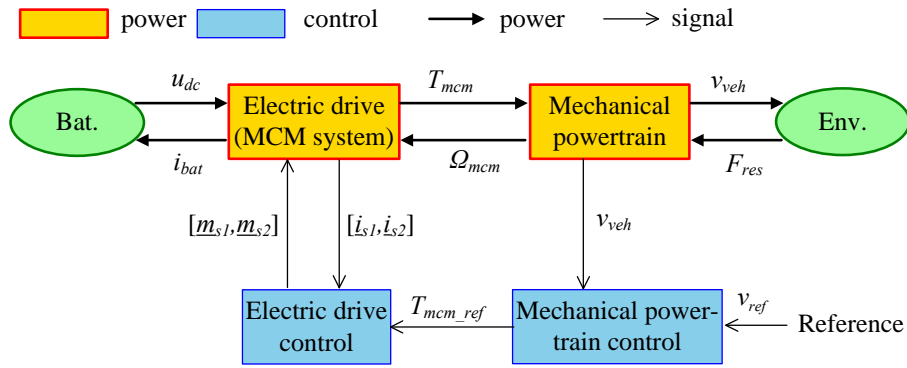 power control power signal
u_dc T_mcm v_veh
Bat. Electric drive (MCM system) Mechanical powertrain Env.
i_bat Ω_mcm F_res
[m_s1,m_s2] [i_s1,i_s2] v_veh
Electric drive control T_mcm_ref Mechanical power-train control v_ref Reference